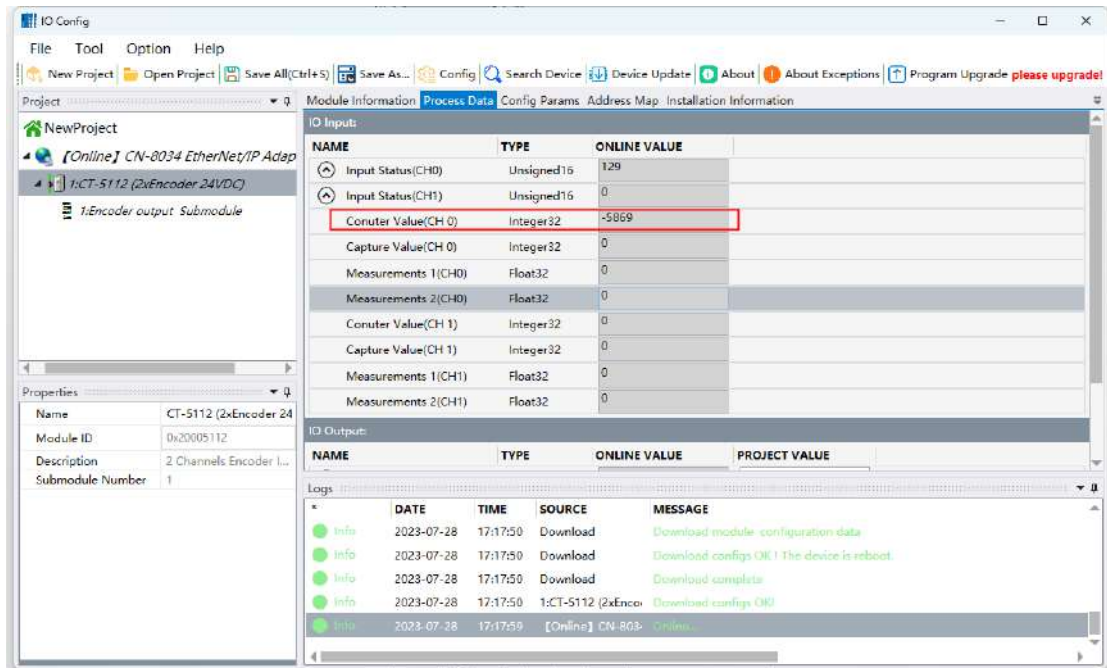 IO Config
File Tool Option Help
New Project Open Project Save All(Ctrl+S) Save As... Config Search Device Device Update About About Exceptions Program Upgrade please upgrade!
Project
NewProject
【Online】CN-8034 EtherNet/IP Adap
1:CT-5112 (2xEncoder 24VDC)
1:Encoder output Submodule
Module Information Process Data Config Params Address Map Installation Information
IO Input:
NAME TYPE ONLINE VALUE
Input Status(CH0) Unsigned16 129
Input Status(CH1) Unsigned16 0
Conuter Value(CH 0) Integer32 -5869
Capture Value(CH 0) Integer32 0
Measurements 1(CH0) Float32 0
Measurements 2(CH0) Float32 0
Conuter Value(CH 1) Integer32 0
Capture Value(CH 1) Integer32 0
Measurements 1(CH1) Float32 0
Measurements 2(CH1) Float32 0
IO Output:
NAME TYPE ONLINE VALUE PROJECT VALUE
Properties
Name CT-5112 (2xEncoder 24
Module ID 0x20005112
Description 2 Channels Encoder I...
Submodule Number 1
Logs
* DATE TIME SOURCE MESSAGE
Info 2023-07-28 17:17:50 Download Download module configuration data
Info 2023-07-28 17:17:50 Download Download configs OK ! The device is reboot.
Info 2023-07-28 17:17:50 Download Download complete
Info 2023-07-28 17:17:50 1:CT-5112 (2xEnco Download configs OK!
Info 2023-07-28 17:17:59 【Online】CN-803 Online...